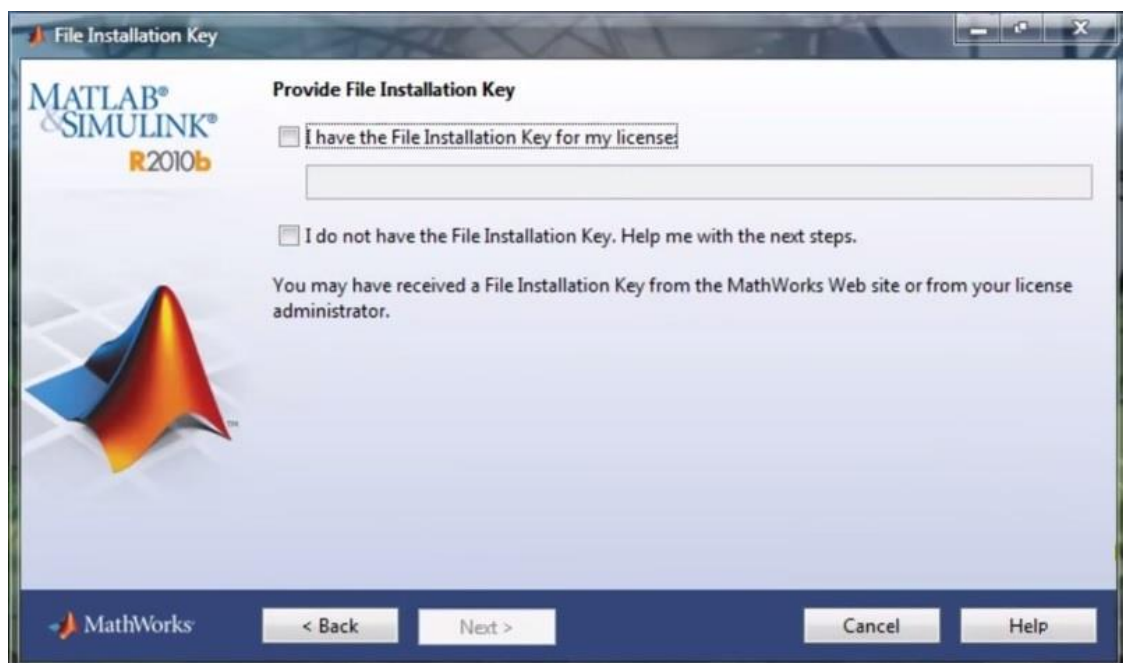 File Installation Key
MATLAB®
&SIMULINK®
R2010b
Provide File Installation Key
I have the File Installation Key for my license:
I do not have the File Installation Key. Help me with the next steps.
You may have received a File Installation Key from the MathWorks Web site or from your license
administrator.
TM
MathWorks
< Back
Next >
Cancel
Help